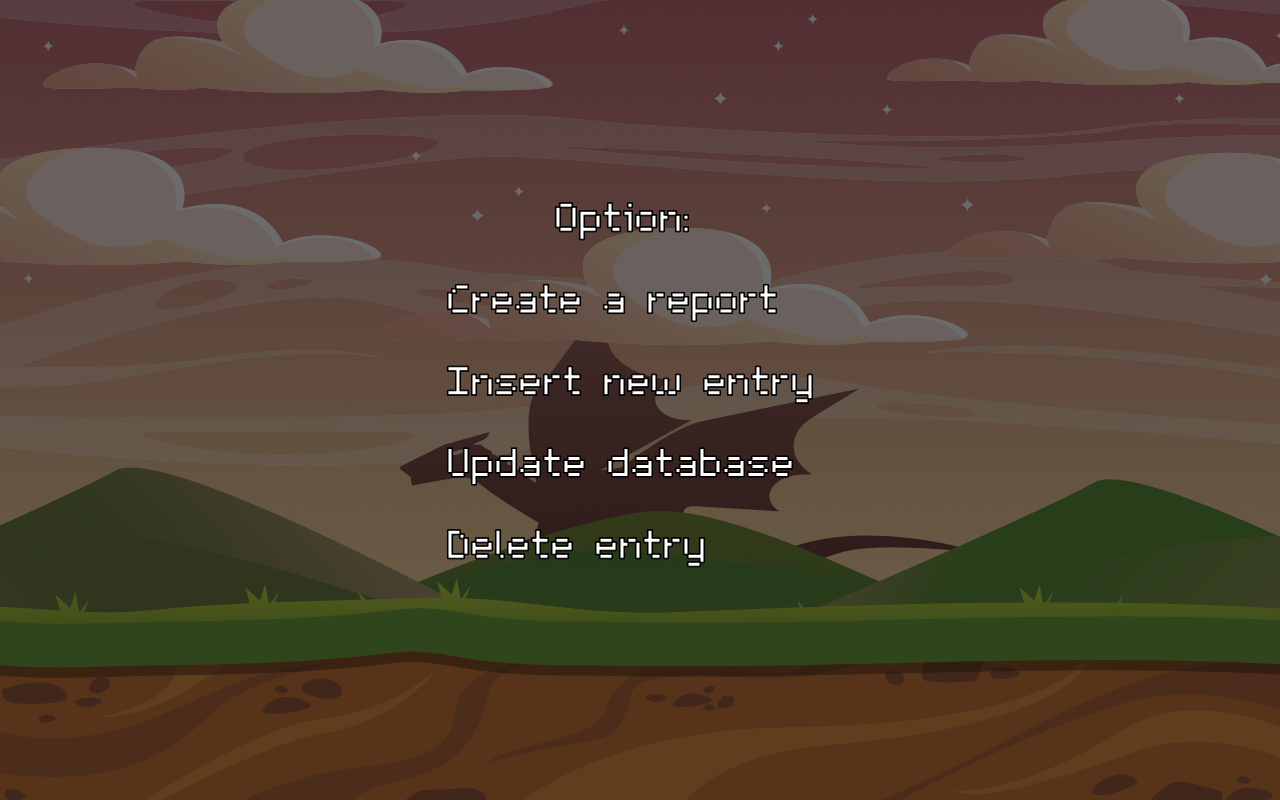 Option:
Create a report
Insert new entry
Update database
Delete entry